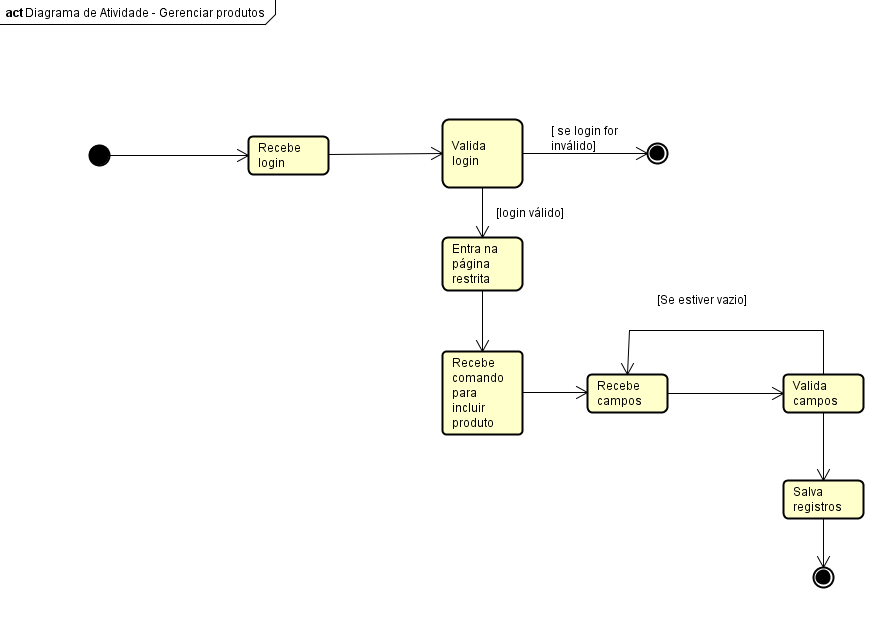 act Diagrama de Atividade - Gerenciar produtos
Recebe
login
Valida
login
[ se login for
inválido]
[login válido]
Entra na
página
restrita
Recebe
comando
para
incluir
produto
[Se estiver vazio]
Recebe
campos
Valida
campos
Salva
registros